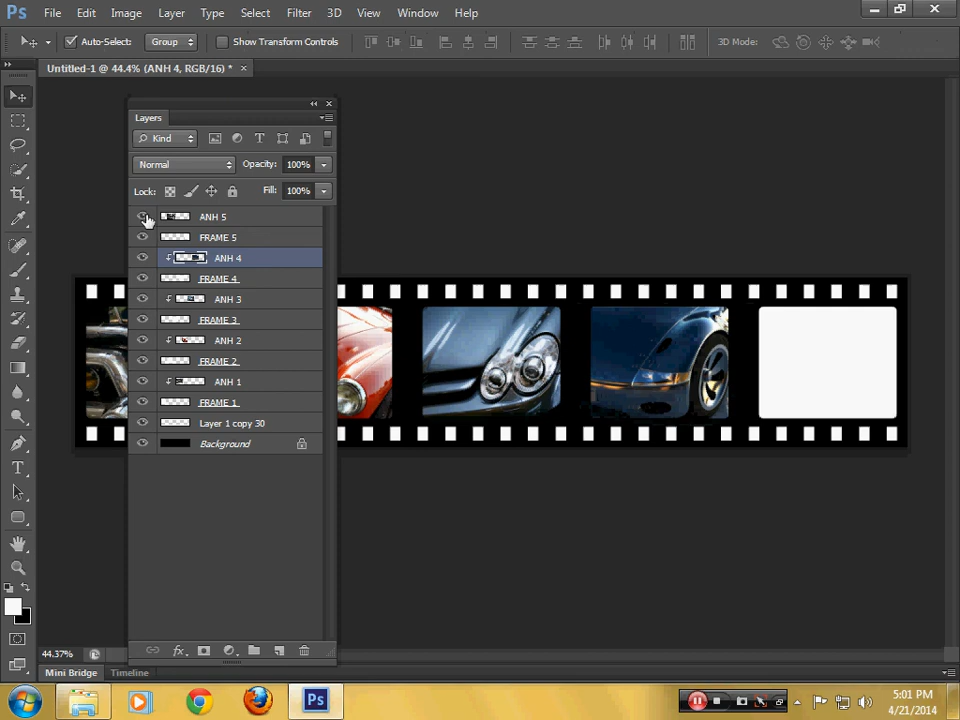 Ps File Edit Image Layer Type Select Filter 3D View Window Help
Auto-Select: Group Show Transform Controls 3D Mode:
Untitled-1 @ 44.4% (ANH 4, RGB/16) * ×
Layers
Kind
Normal Opacity: 100%
Lock: Fill: 100%
ANH 5
FRAME 5
ANH 4
FRAME 4
ANH 3
FRAME 3
ANH 2
FRAME 2
ANH 1
FRAME 1
Layer 1 copy 30
Background
fx
44.37%
Mini Bridge Timeline
Ps
5:01 PM
4/21/2014